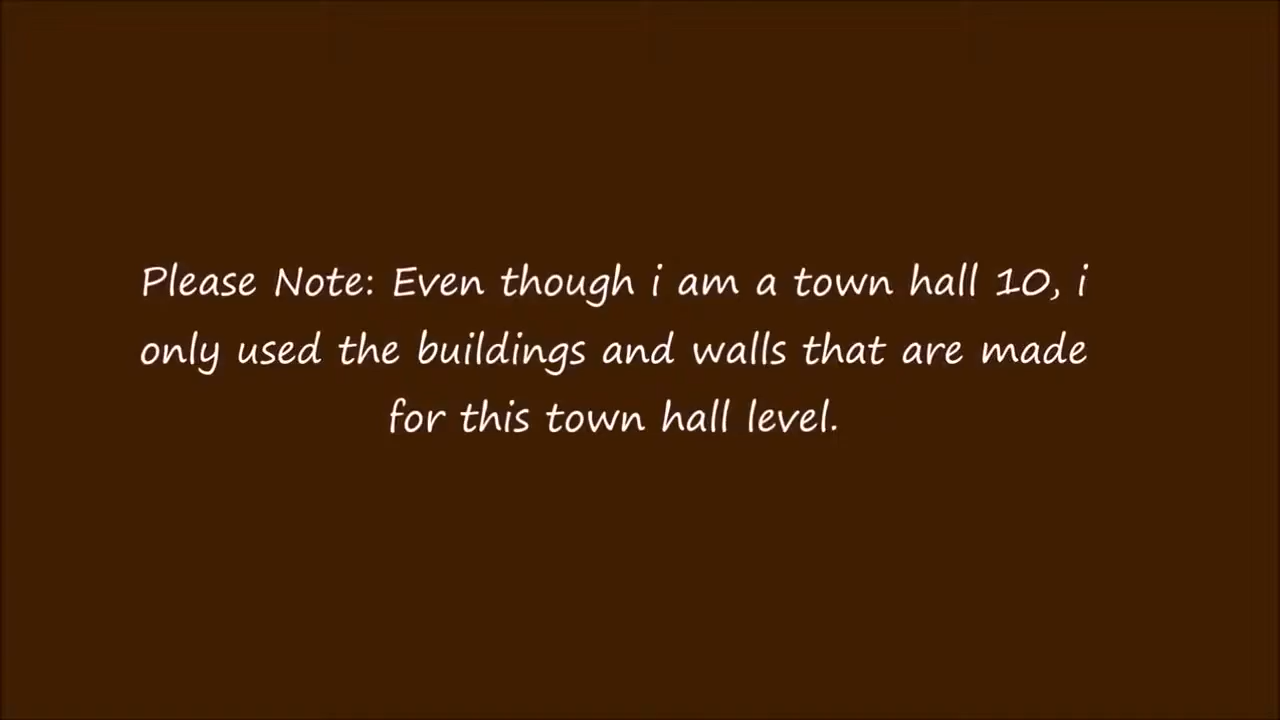 Please Note: Even though i am a town hall 10, i
only used the buildings and walls that are made
for this town hall level.